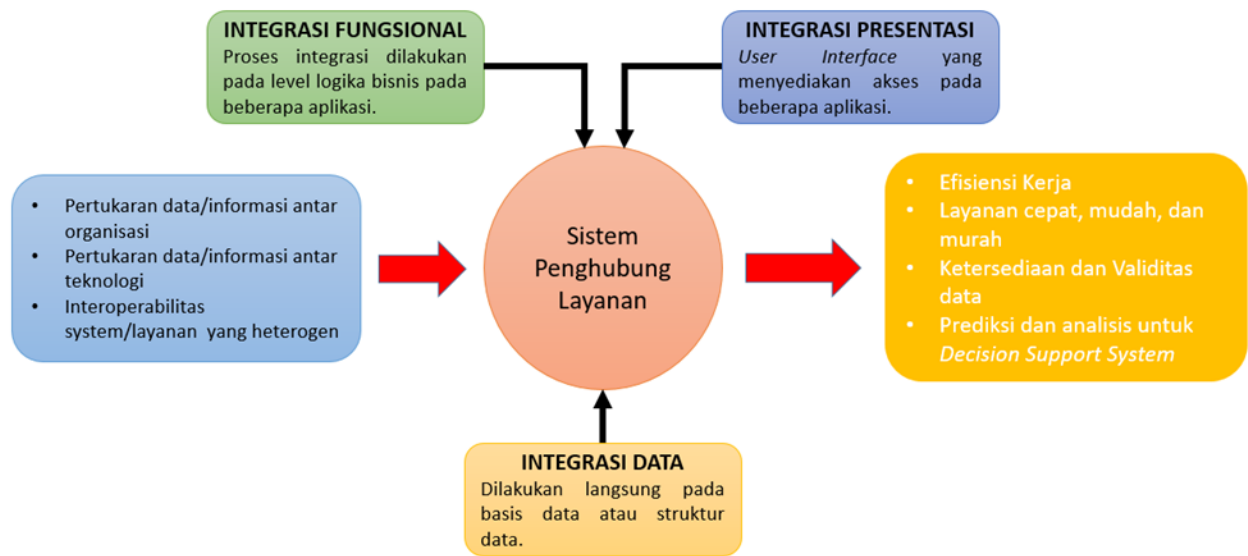 INTEGRASI FUNGSIONAL
Proses integrasi dilakukan
pada level logika bisnis pada
beberapa aplikasi.
INTEGRASI PRESENTASI
User Interface yang
menyediakan akses pada
beberapa aplikasi.
• Pertukaran data/informasi antar
organisasi
• Pertukaran data/informasi antar
teknologi
• Interoperabilitas
system/layanan yang heterogen
Sistem
Penghubung
Layanan
• Efisiensi Kerja
• Layanan cepat, mudah, dan
murah
• Ketersediaan dan Validitas
data
• Prediksi dan analisis untuk
Decision Support System
INTEGRASI DATA
Dilakukan langsung pada
basis data atau struktur
data.